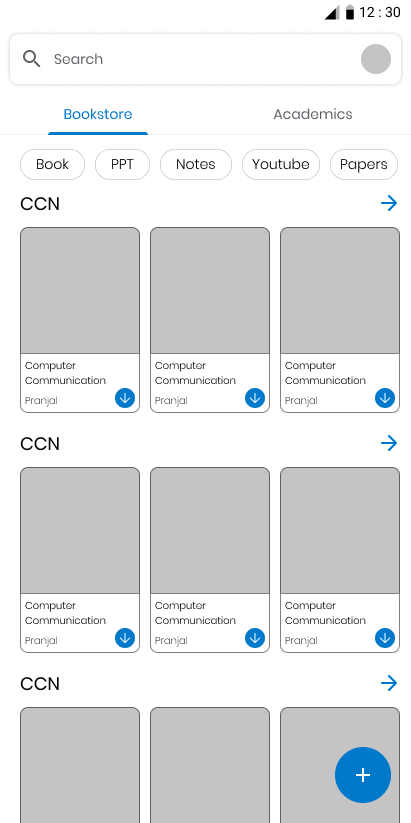 12 : 30
Search
Bookstore Academics
Book PPT Notes Youtube Papers
CCN
Computer Communication
Pranjal
Computer Communication
Pranjal
Computer Communication
Pranjal
CCN
Computer Communication
Pranjal
Computer Communication
Pranjal
Computer Communication
Pranjal
CCN